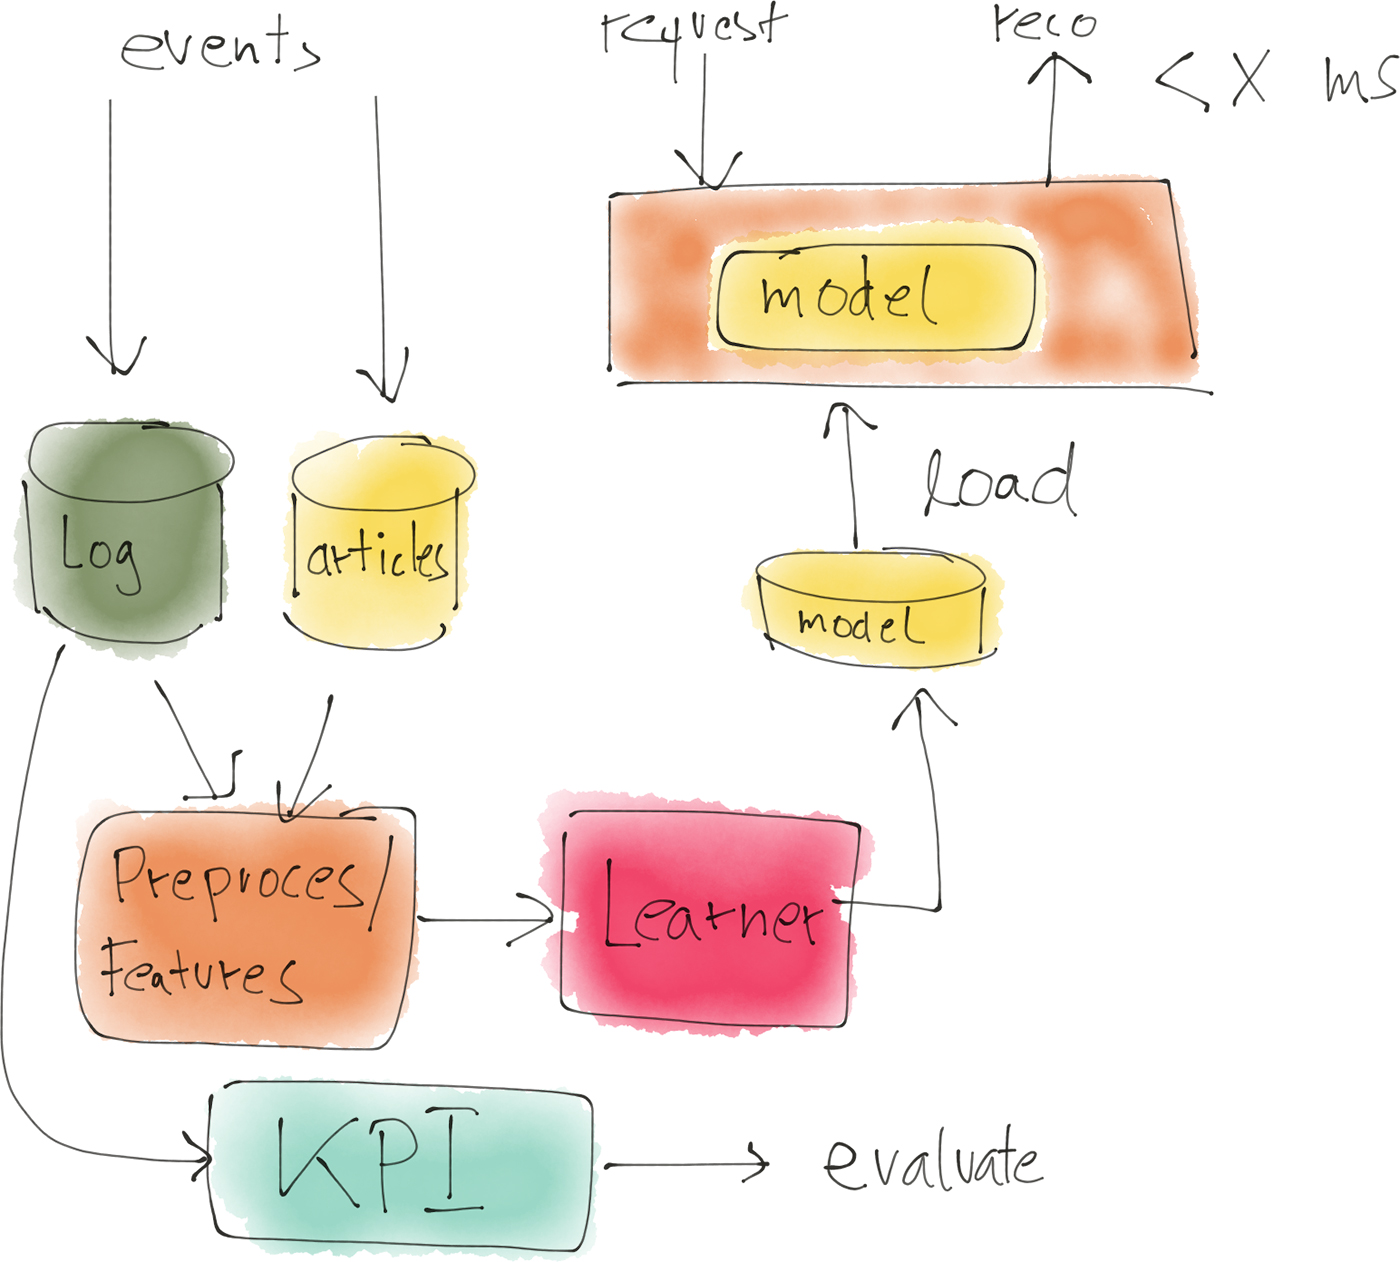 events
request
reco
< X ms
model
Log
articles
load
model
Preproces/
Features
Learner
KPI
evaluate